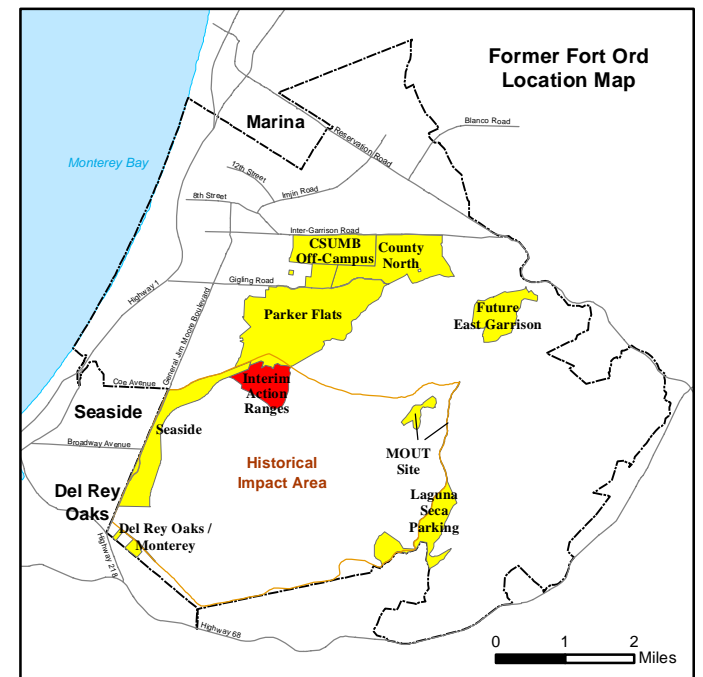 Former Fort Ord
Location Map
Marina
Blanco Road
Reservation Road
Monterey Bay
12th Street
Imjin Road
8th Street
Inter-Garrison Road
CSUMB
Off-Campus
County
North
Gigling Road
Highway 1
General Jim Moore Boulevard
Parker Flats
Future
East Garrison
Coe Avenue
Interim
Action
Ranges
Seaside
Seaside
Broadway Avenue
MOUT
Site
Historical
Impact Area
Del Rey
Oaks
Laguna
Seca
Parking
Del Rey Oaks /
Monterey
Highway 218
Highway 68
0 1 2
Miles